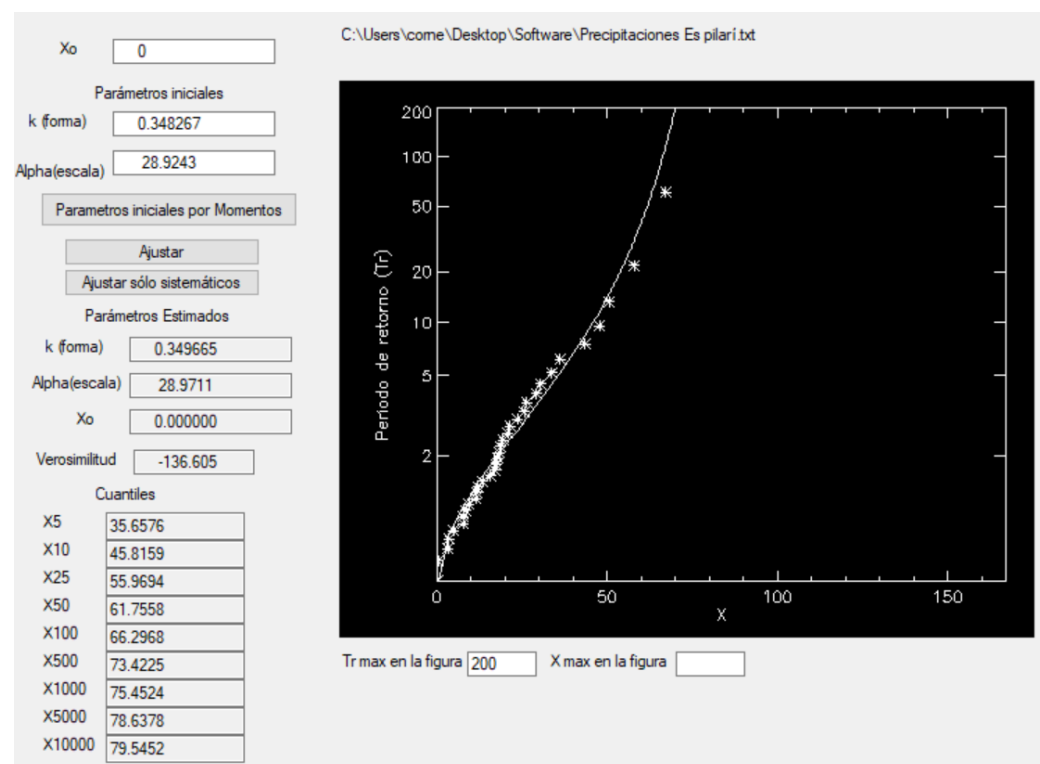 C:\Users\corne\Desktop\Software\Precipitaciones Es pilarí.txt
Xo 0
Parámetros iniciales
k (forma) 0.348267
Alpha(escala) 28.9243
Parametros iniciales por Momentos
Ajustar
Ajustar sólo sistemáticos
Parámetros Estimados
k (forma) 0.349665
Alpha(escala) 28.9711
Xo 0.000000
Verosimilitud -136.605
Cuantiles
X5 35.6576
X10 45.8159
X25 55.9694
X50 61.7558
X100 66.2968
X500 73.4225
X1000 75.4524
X5000 78.6378
X10000 79.5452
Período de retorno (Tr)
200
100
50
20
10
5
2
0 50 100 150
X
Tr max en la figura 200 X max en la figura